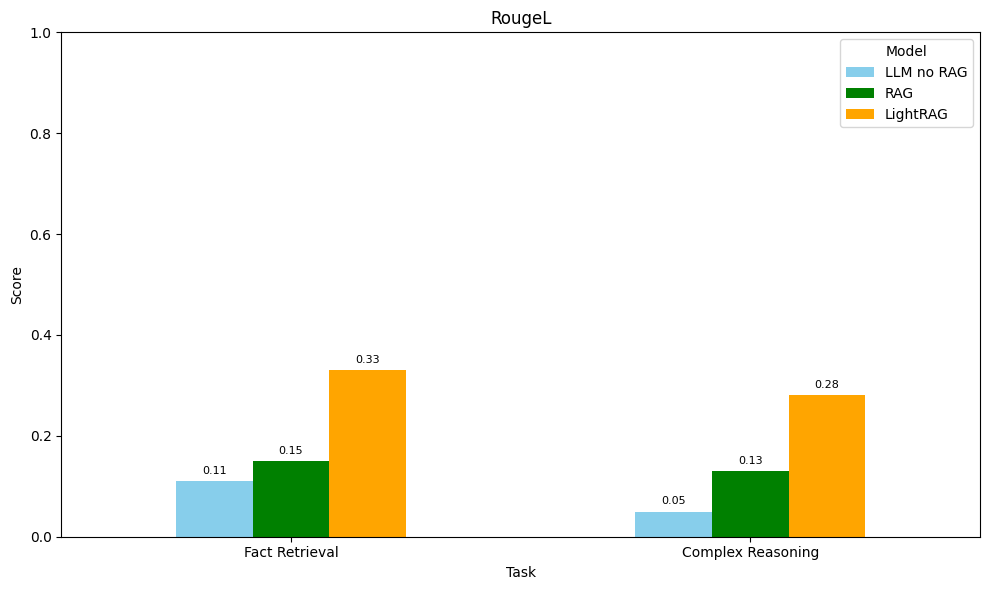 RougeL
1.0
0.8
0.6
0.4
0.2
0.0
Score
Model
LLM no RAG
RAG
LightRAG
0.11
0.15
0.33
0.05
0.13
0.28
Fact Retrieval
Complex Reasoning
Task